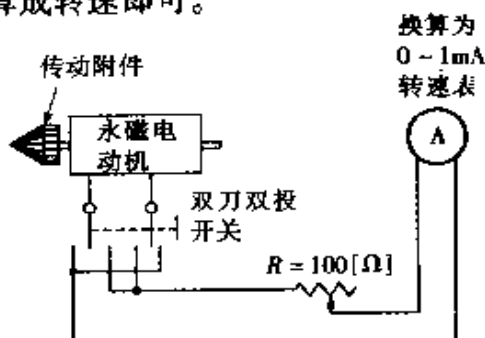 算成转速即可。
换算为
0~1mA
转速表
传动附件
永磁电
动机
A
双刀双投
开关
R=100[Ω]